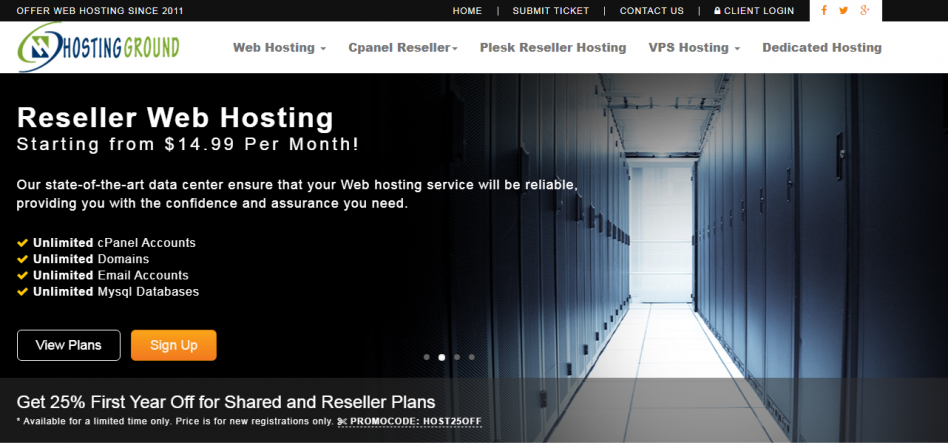 OFFER WEB HOSTING SINCE 2011
HOME | SUBMIT TICKET | CONTACT US | CLIENT LOGIN
HOSTINGGROUND
Web Hosting Cpanel Reseller Plesk Reseller Hosting VPS Hosting Dedicated Hosting
Reseller Web Hosting
Starting from $14.99 Per Month!
Our state-of-the-art data center ensure that your Web hosting service will be reliable,
providing you with the confidence and assurance you need.
Unlimited cPanel Accounts
Unlimited Domains
Unlimited Email Accounts
Unlimited Mysql Databases
View Plans Sign Up
Get 25% First Year Off for Shared and Reseller Plans
* Available for a limited time only. Price is for new registrations only. PROMOCODE: HOST25OFF